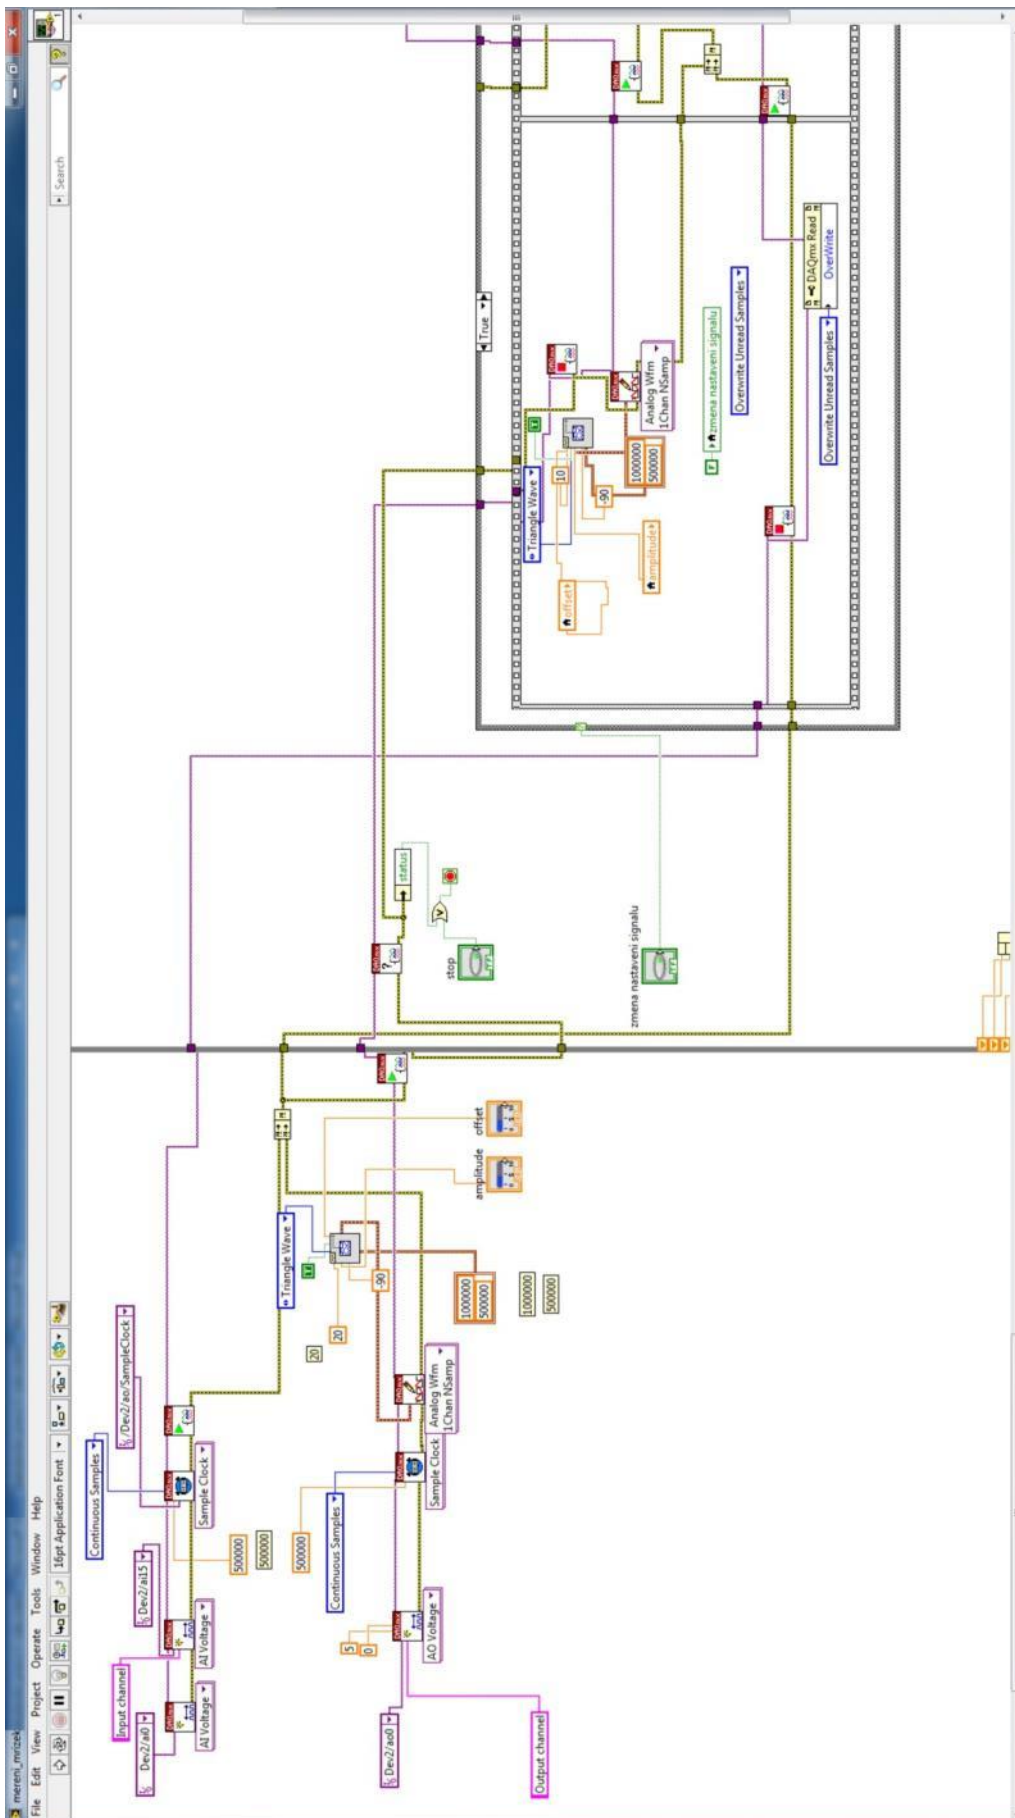 mereni_mrizek
File Edit View Project Operate Tools Window Help
16pt Application Font
Search
Dev2/ai0
AI Voltage
Input channel
Dev2/ai15
AI Voltage
Continuous Samples
/Dev2/ao/SampleClock
Sample Clock
500000
500000
Dev2/ao0
Output channel
5
0
AO Voltage
500000
Continuous Samples
Sample Clock
Analog Wfm
1Chan NSamp
20
20
Triangle Wave
-90
1000000
500000
1000000
500000
amplitude
offset
stop
status
zmena nastaveni signalu
True
offset
Triangle Wave
10
-90
amplitude
1000000
500000
Analog Wfm
1Chan NSamp
F
zmena nastaveni signalu
Overwrite Unread Samples
Overwrite Unread Samples
DAQmx Read
OverWrite